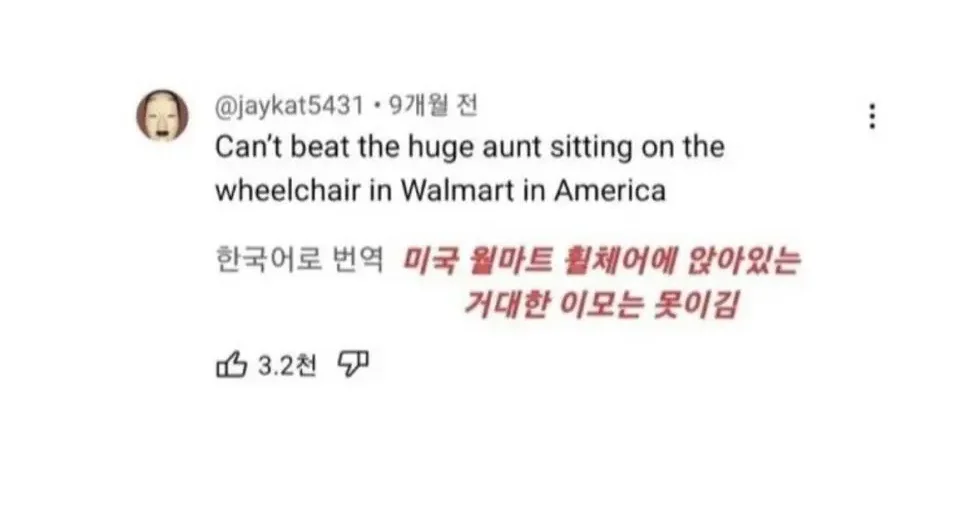 @jaykat5431 • 9개월 전
Can't beat the huge aunt sitting on the
wheelchair in Walmart in America
한국어로 번역 미국 월마트 휠체어에 앉아있는
거대한 이모는 못이김
3.2천